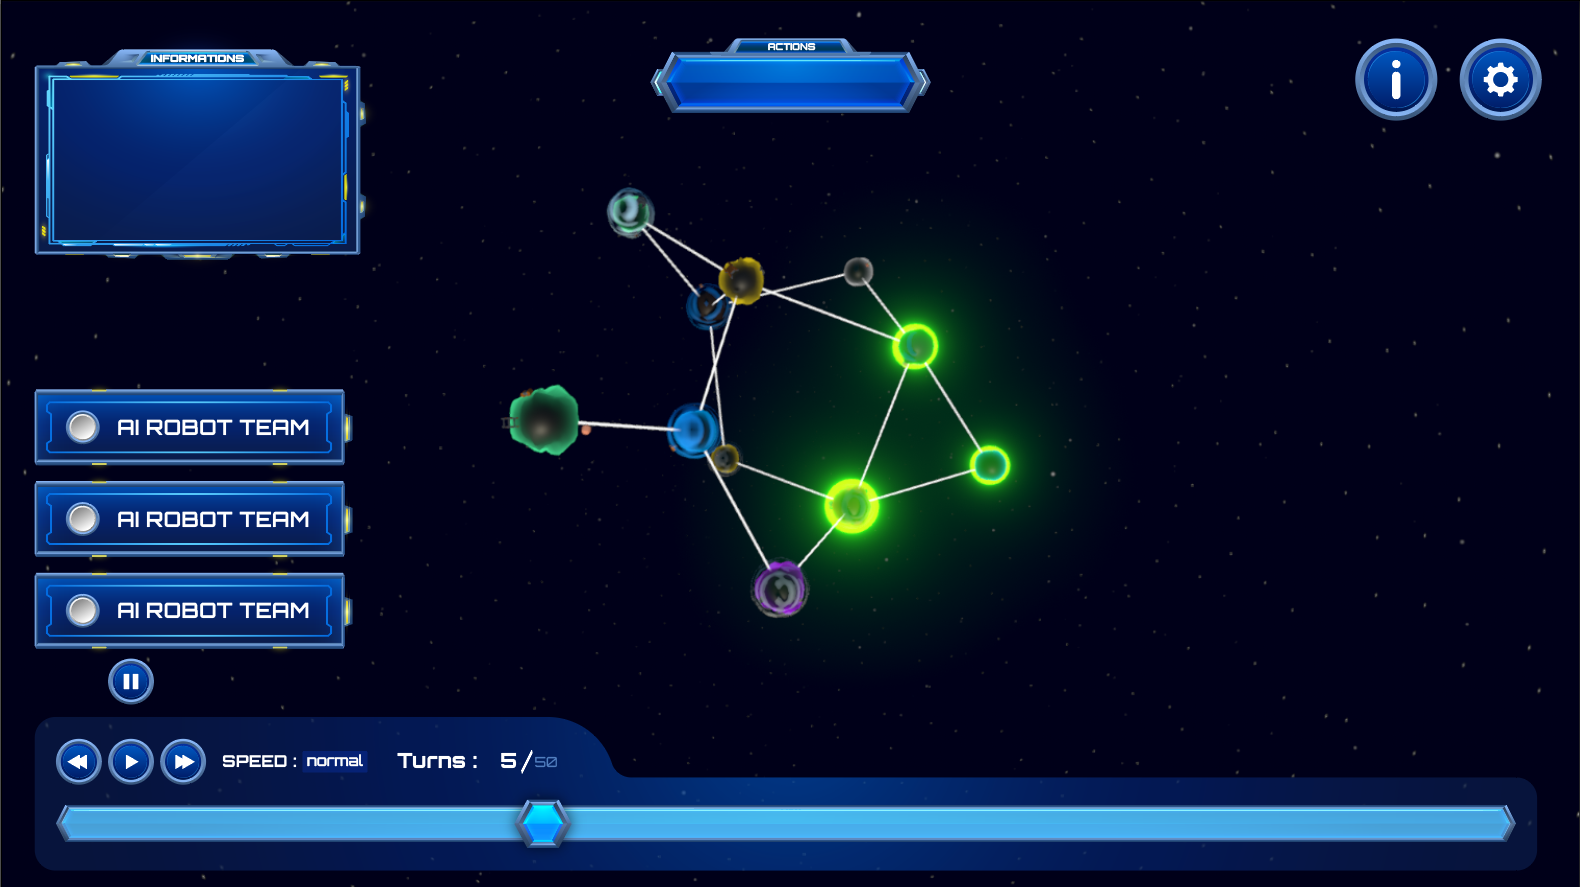 INFORMATIONS
ACTIONS
AI ROBOT TEAM
AI ROBOT TEAM
AI ROBOT TEAM
SPEED : normal Turns : 5/50